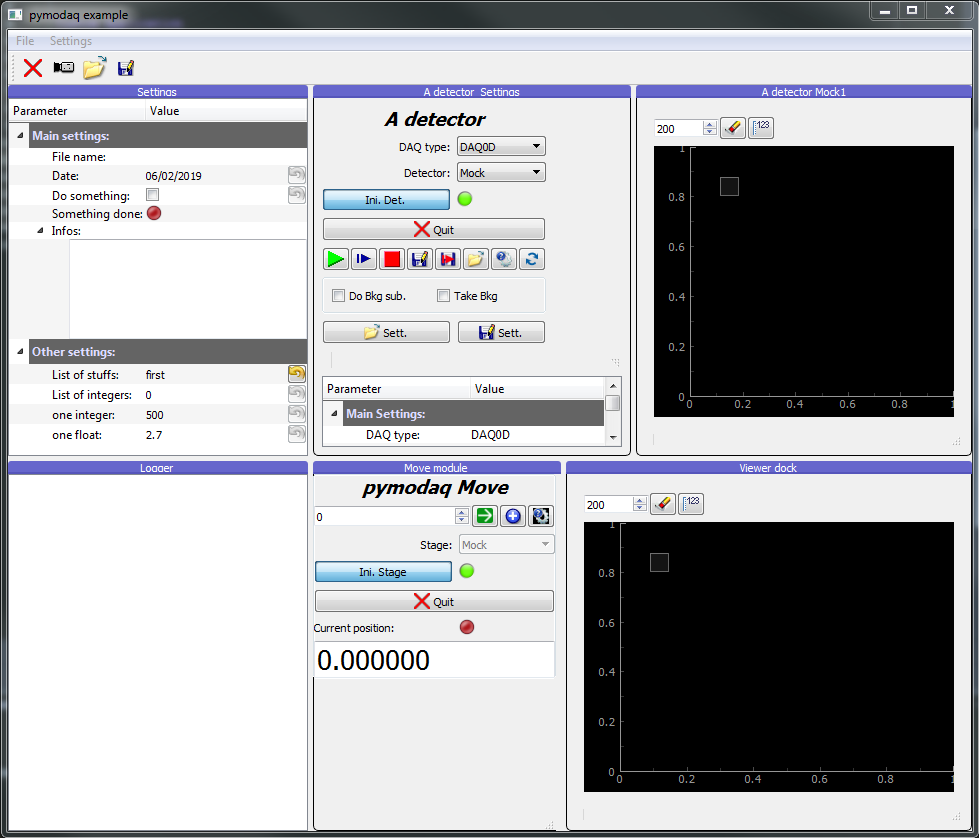 pymodaq example
File Settings
Settings
Parameter Value
Main settings:
File name:
Date: 06/02/2019
Do something:
Something done:
Infos:
Other settings:
List of stuffs: first
List of integers: 0
one integer: 500
one float: 2.7
A detector Settings
A detector
DAQ type: DAQ0D
Detector: Mock
Ini. Det.
Quit
Do Bkg sub. Take Bkg
Sett. Sett.
Parameter Value
Main Settings:
DAQ type: DAQ0D
A detector Mock1
200 123
1
0.8
0.6
0.4
0.2
0
0 0.2 0.4 0.6 0.8 1
Logger
Move module
pymodaq Move
0
Stage: Mock
Ini. Stage
Quit
Current position:
0.000000
Viewer dock
200 123
1
0.8
0.6
0.4
0.2
0
0 0.2 0.4 0.6 0.8 1